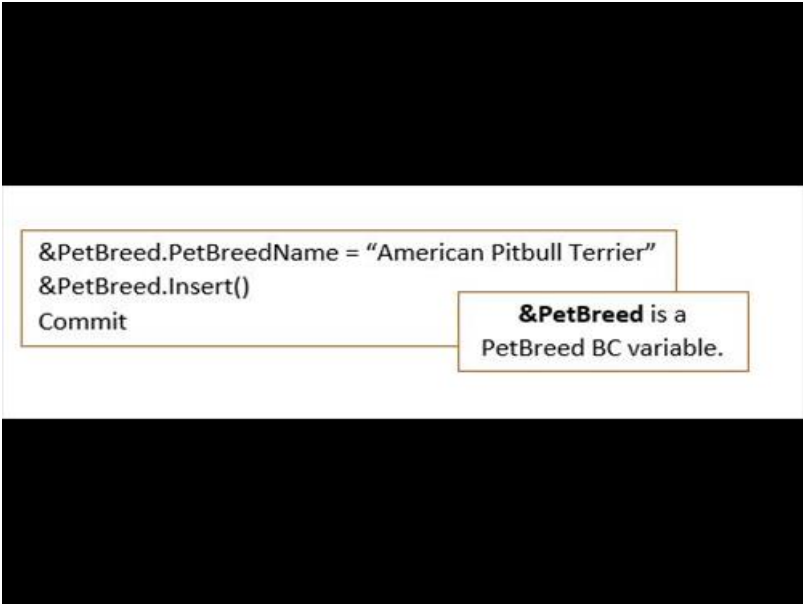 &PetBreed.PetBreedName = “American Pitbull Terrier”
&PetBreed.Insert()
Commit
&PetBreed is a
PetBreed BC variable.